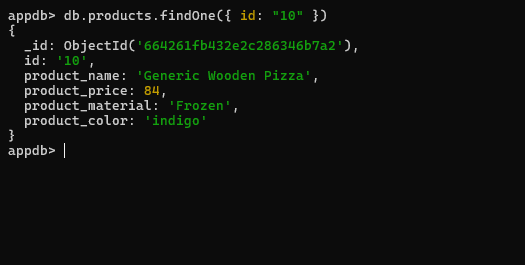 appdb> db.products.findOne({ id: "10" })
{
  _id: ObjectId('664261fb432e2c286346b7a2'),
  id: '10',
  product_name: 'Generic Wooden Pizza',
  product_price: 84,
  product_material: 'Frozen',
  product_color: 'indigo'
}
appdb>